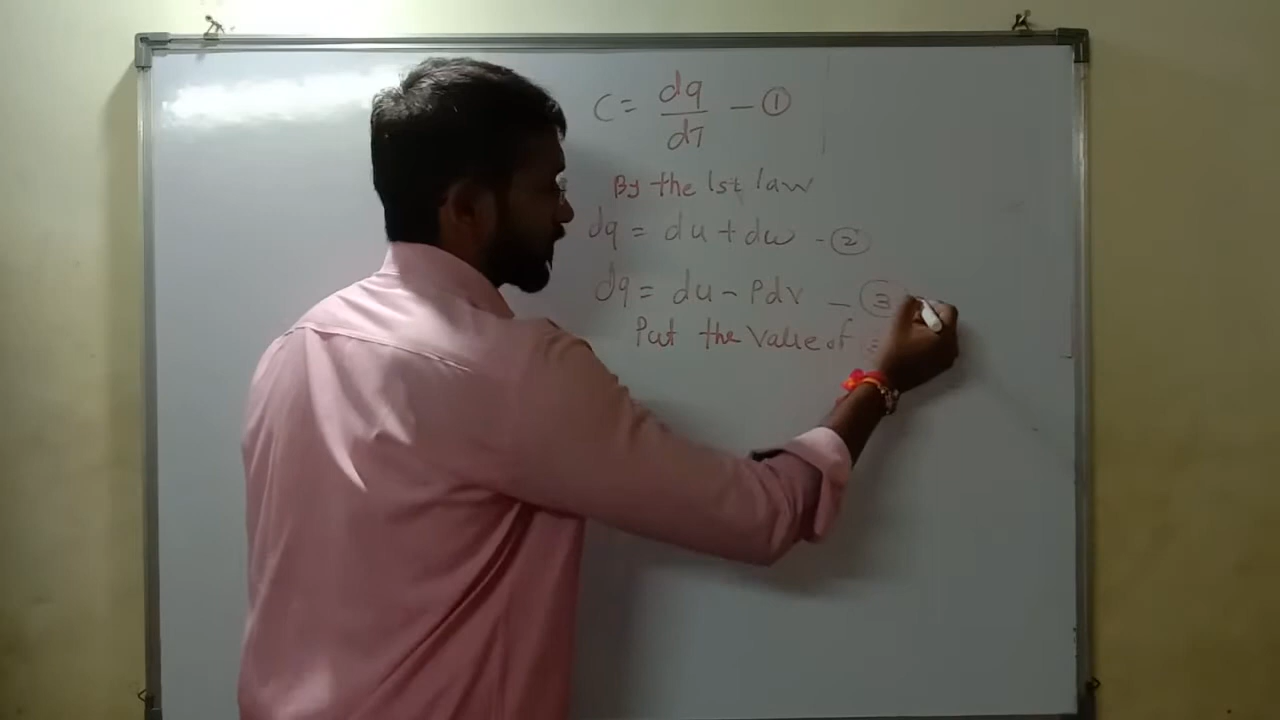 C = dq/dT - ①
By the 1st law
dq = du + dw - ②
dq = du - Pdv - ③
Put the value of